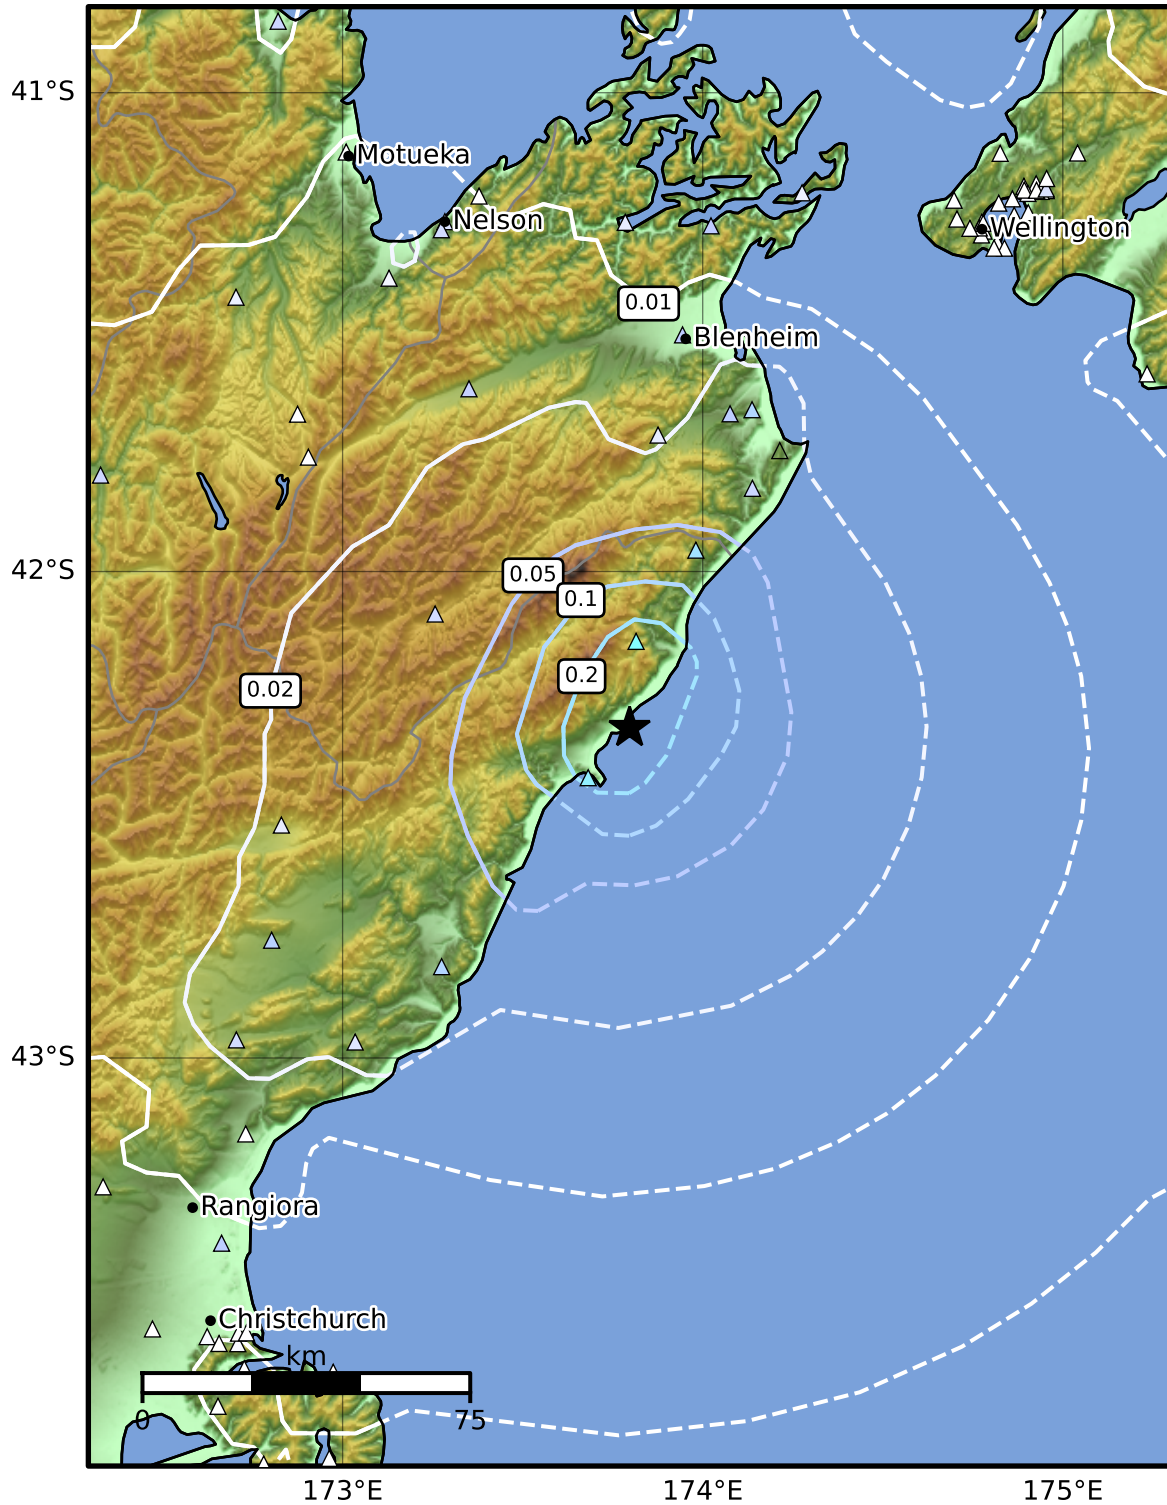 41°S
Motueka
Nelson
Wellington
0.01
Blenheim
42°S
0.05
0.1
0.2
0.02
43°S
Rangiora
Christchurch
km
0 75
173°E 174°E 175°E